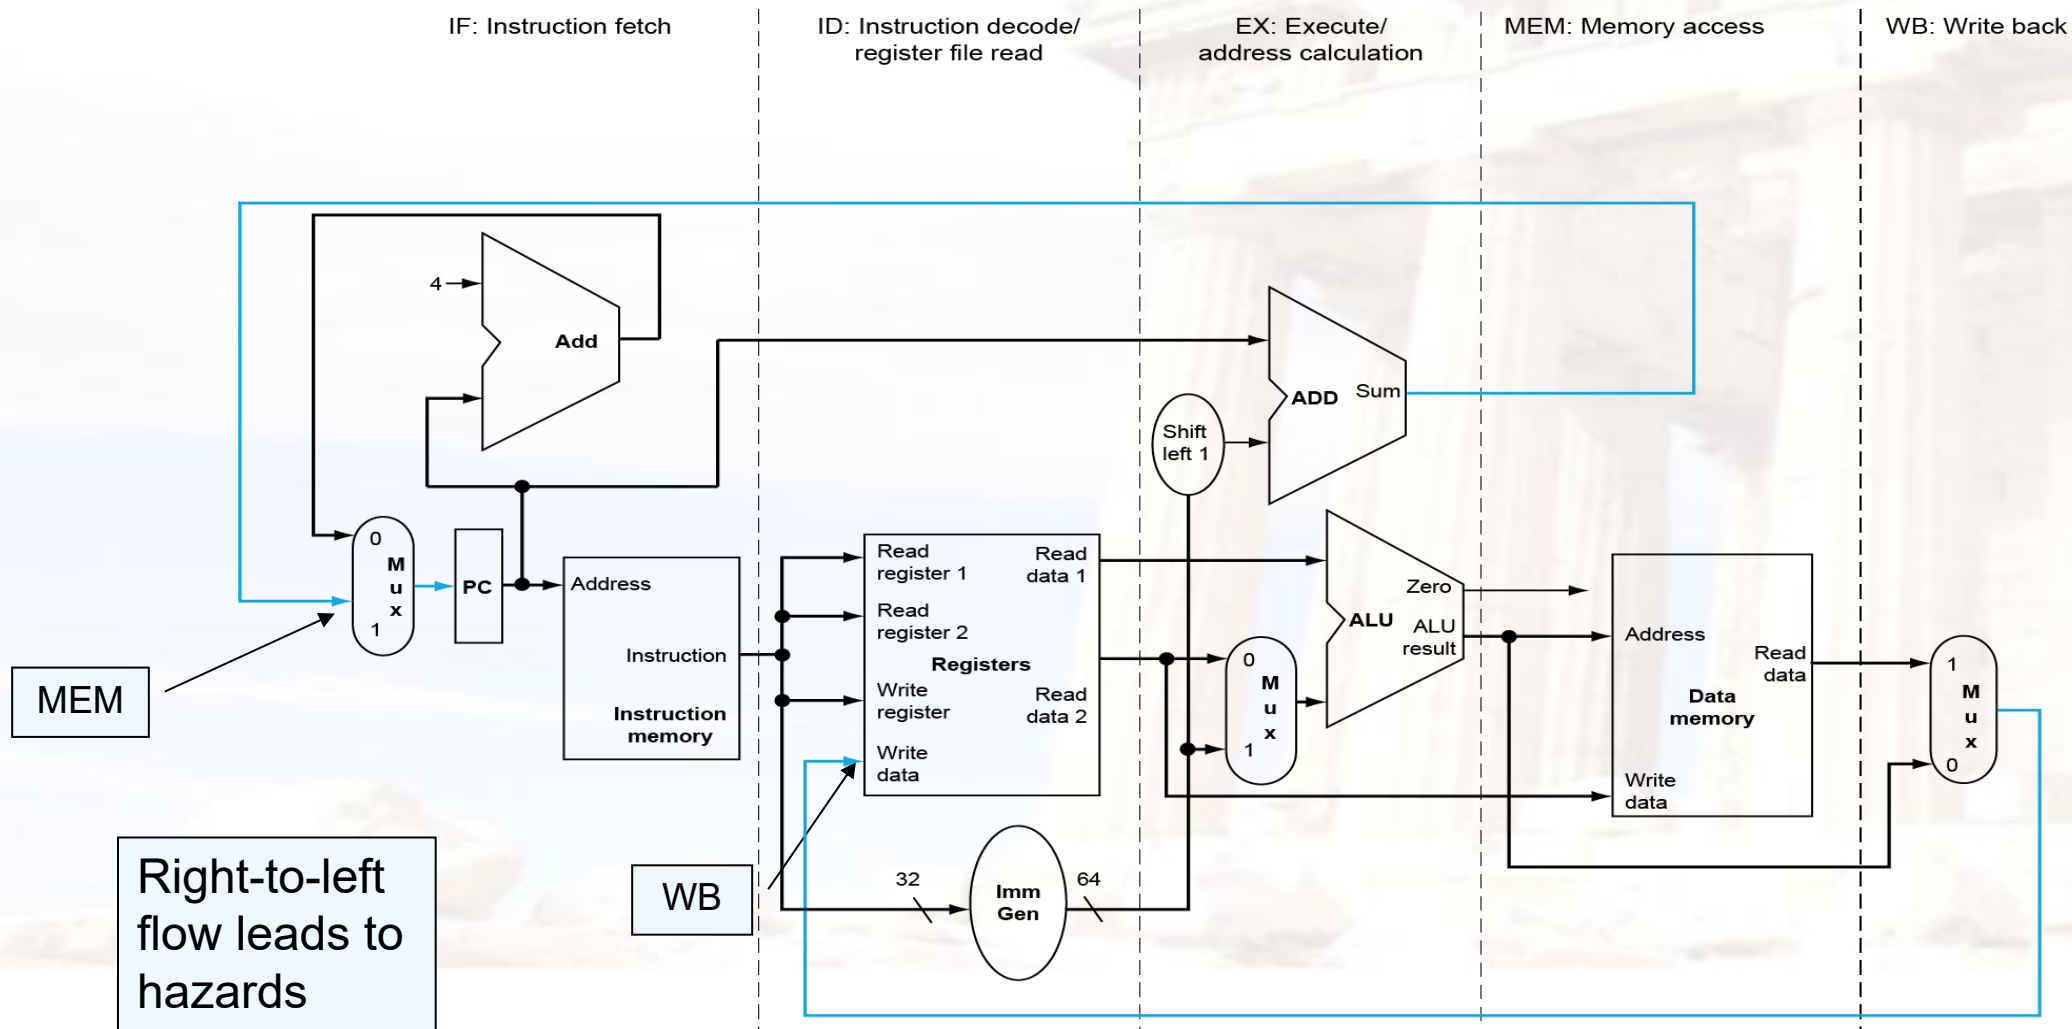 IF: Instruction fetch
ID: Instruction decode/
register file read
EX: Execute/
address calculation
MEM: Memory access
WB: Write back
4
Add
ADD
Sum
Shift
left 1
0
M
u
x
1
PC
Address
Instruction
Instruction
memory
Read
register 1
Read
register 2
Write
register
Write
data
Registers
Read
data 1
Read
data 2
0
M
u
x
1
ALU
Zero
ALU
result
Address
Write
data
Data
memory
Read
data
1
M
u
x
0
MEM
WB
32
Imm
Gen
64
Right-to-left
flow leads to
hazards